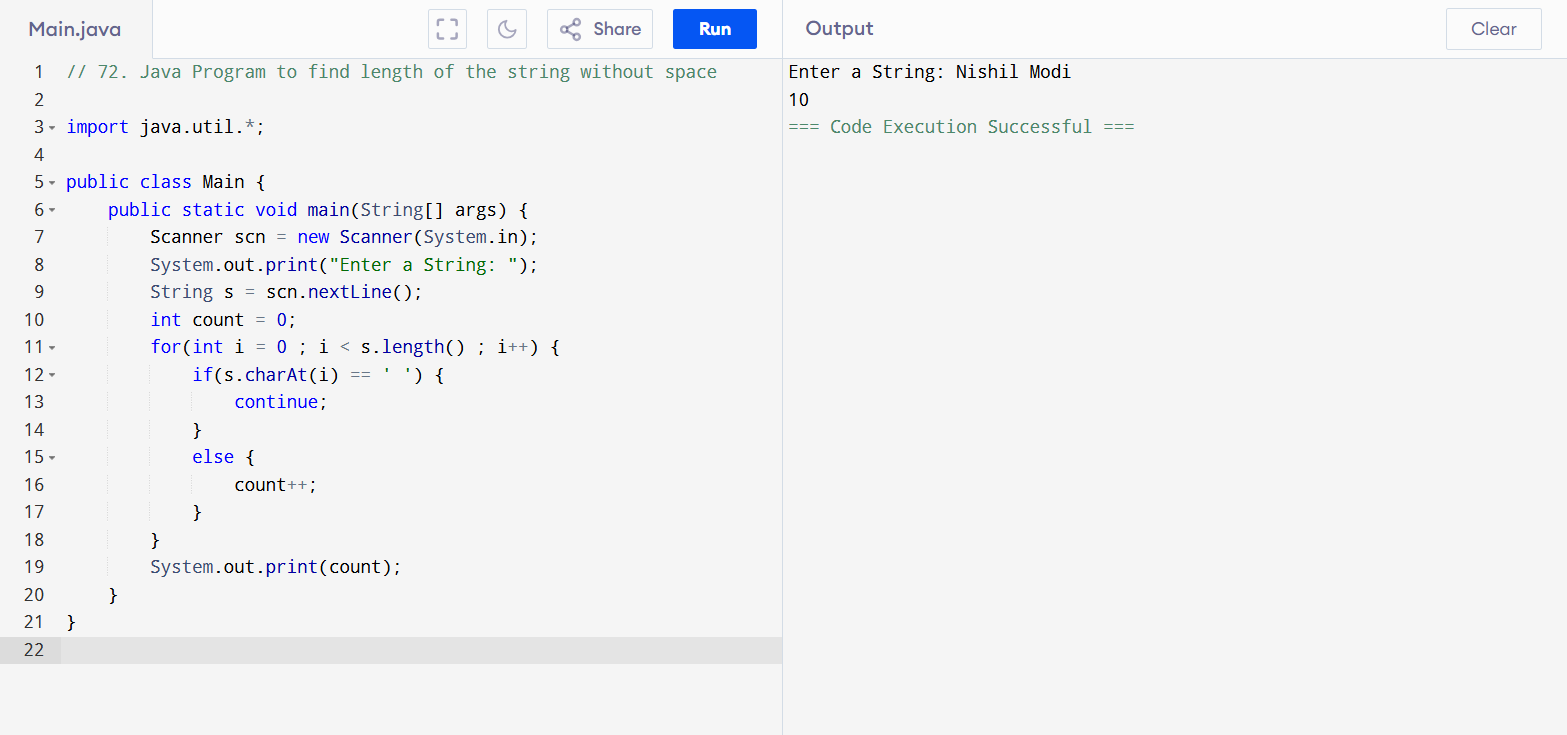 Main.java
Share
Run
Output
Clear
1 // 72. Java Program to find length of the string without space
2
3 import java.util.*;
4
5 public class Main {
6     public static void main(String[] args) {
7         Scanner scn = new Scanner(System.in);
8         System.out.print("Enter a String: ");
9         String s = scn.nextLine();
10         int count = 0;
11         for(int i = 0 ; i < s.length() ; i++) {
12             if(s.charAt(i) == ' ') {
13                 continue;
14             }
15             else {
16                 count++;
17             }
18         }
19         System.out.print(count);
20     }
21 }
22
Enter a String: Nishil Modi
10
=== Code Execution Successful ===